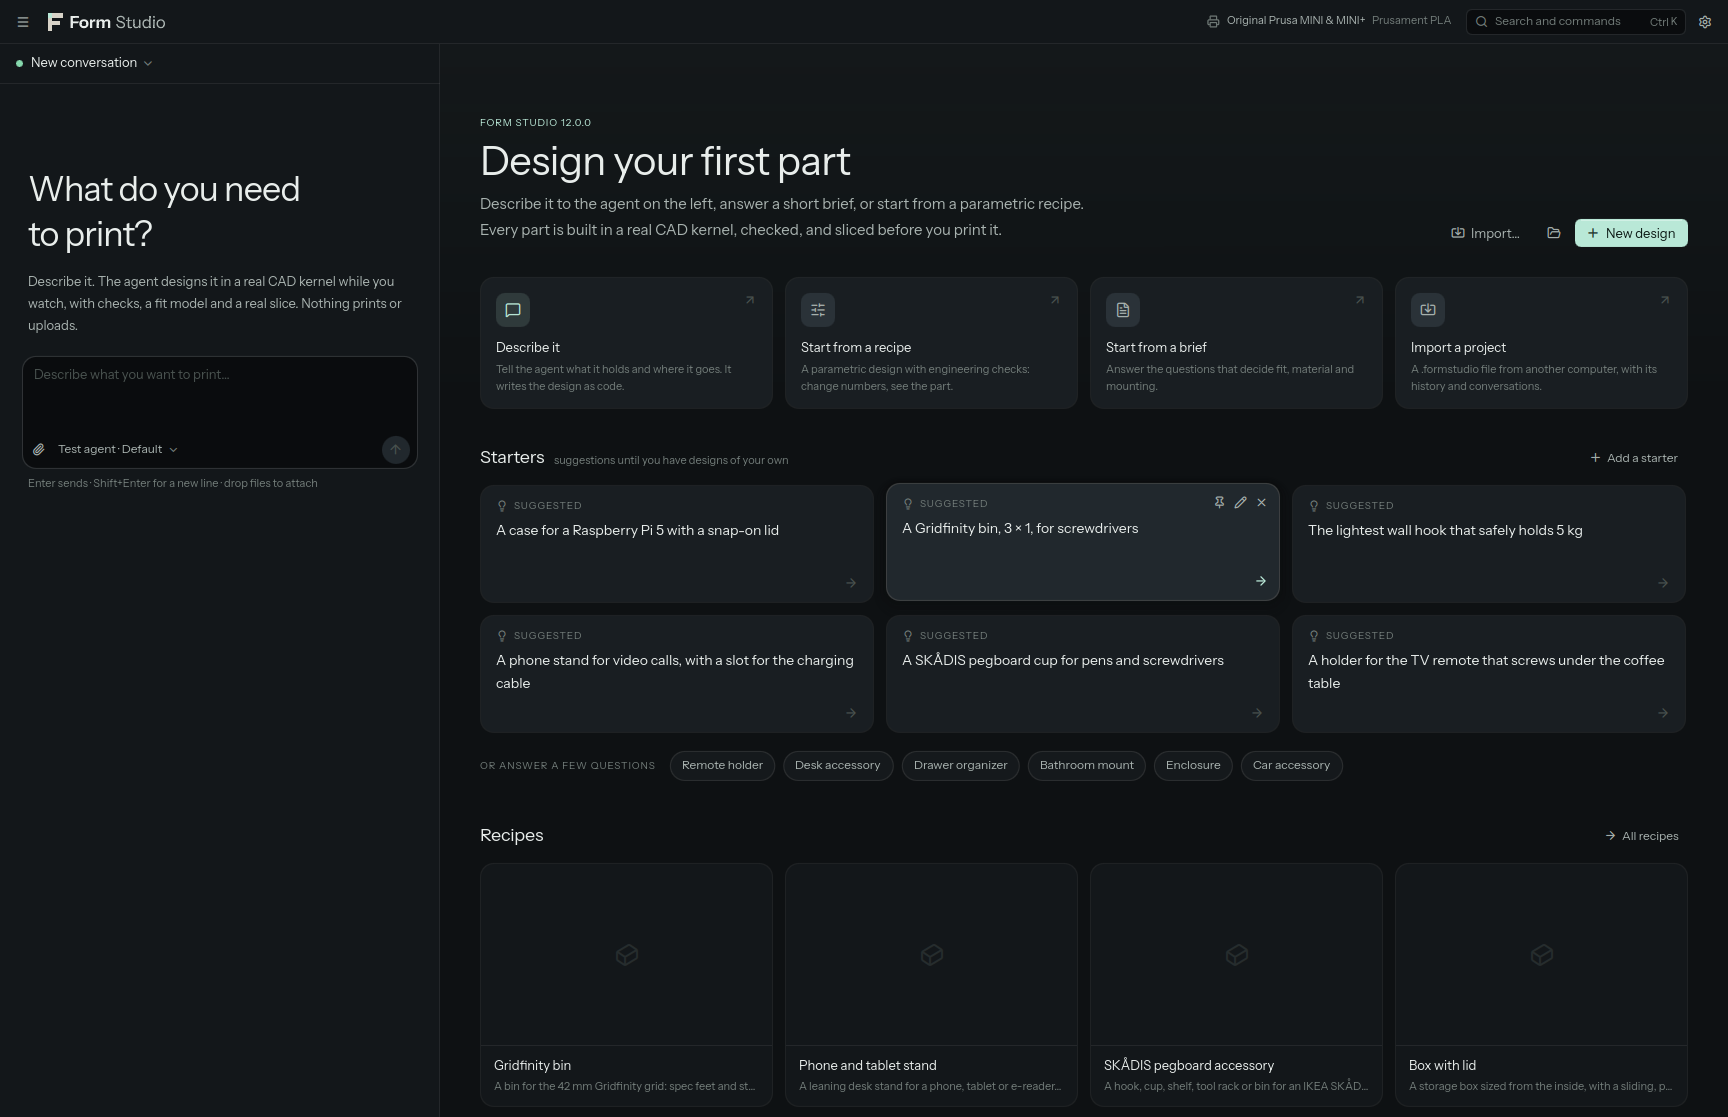 Form Studio
Original Prusa MINI & MINI+ Prusament PLA
Search and commands Ctrl K
New conversation
What do you need
to print?
Describe it. The agent designs it in a real CAD kernel while you
watch, with checks, a fit model and a real slice. Nothing prints or
uploads.
Describe what you want to print...
Test agent · Default
Enter sends · Shift+Enter for a new line · drop files to attach
FORM STUDIO 12.0.0
Design your first part
Describe it to the agent on the left, answer a short brief, or start from a parametric recipe.
Every part is built in a real CAD kernel, checked, and sliced before you print it.
Import...
New design
Describe it
Tell the agent what it holds and where it goes. It
writes the design as code.
Start from a recipe
A parametric design with engineering checks:
change numbers, see the part.
Start from a brief
Answer the questions that decide fit, material and
mounting.
Import a project
A .formstudio file from another computer, with its
history and conversations.
Starters suggestions until you have designs of your own
Add a starter
SUGGESTED
A case for a Raspberry Pi 5 with a snap-on lid
SUGGESTED
A Gridfinity bin, 3 × 1, for screwdrivers
SUGGESTED
The lightest wall hook that safely holds 5 kg
SUGGESTED
A phone stand for video calls, with a slot for the charging
cable
SUGGESTED
A SKÅDIS pegboard cup for pens and screwdrivers
SUGGESTED
A holder for the TV remote that screws under the coffee
table
OR ANSWER A FEW QUESTIONS
Remote holder
Desk accessory
Drawer organizer
Bathroom mount
Enclosure
Car accessory
Recipes
All recipes
Gridfinity bin
A bin for the 42 mm Gridfinity grid: spec feet and st...
Phone and tablet stand
A leaning desk stand for a phone, tablet or e-reader...
SKÅDIS pegboard accessory
A hook, cup, shelf, tool rack or bin for an IKEA SKÅD...
Box with lid
A storage box sized from the inside, with a sliding, p...